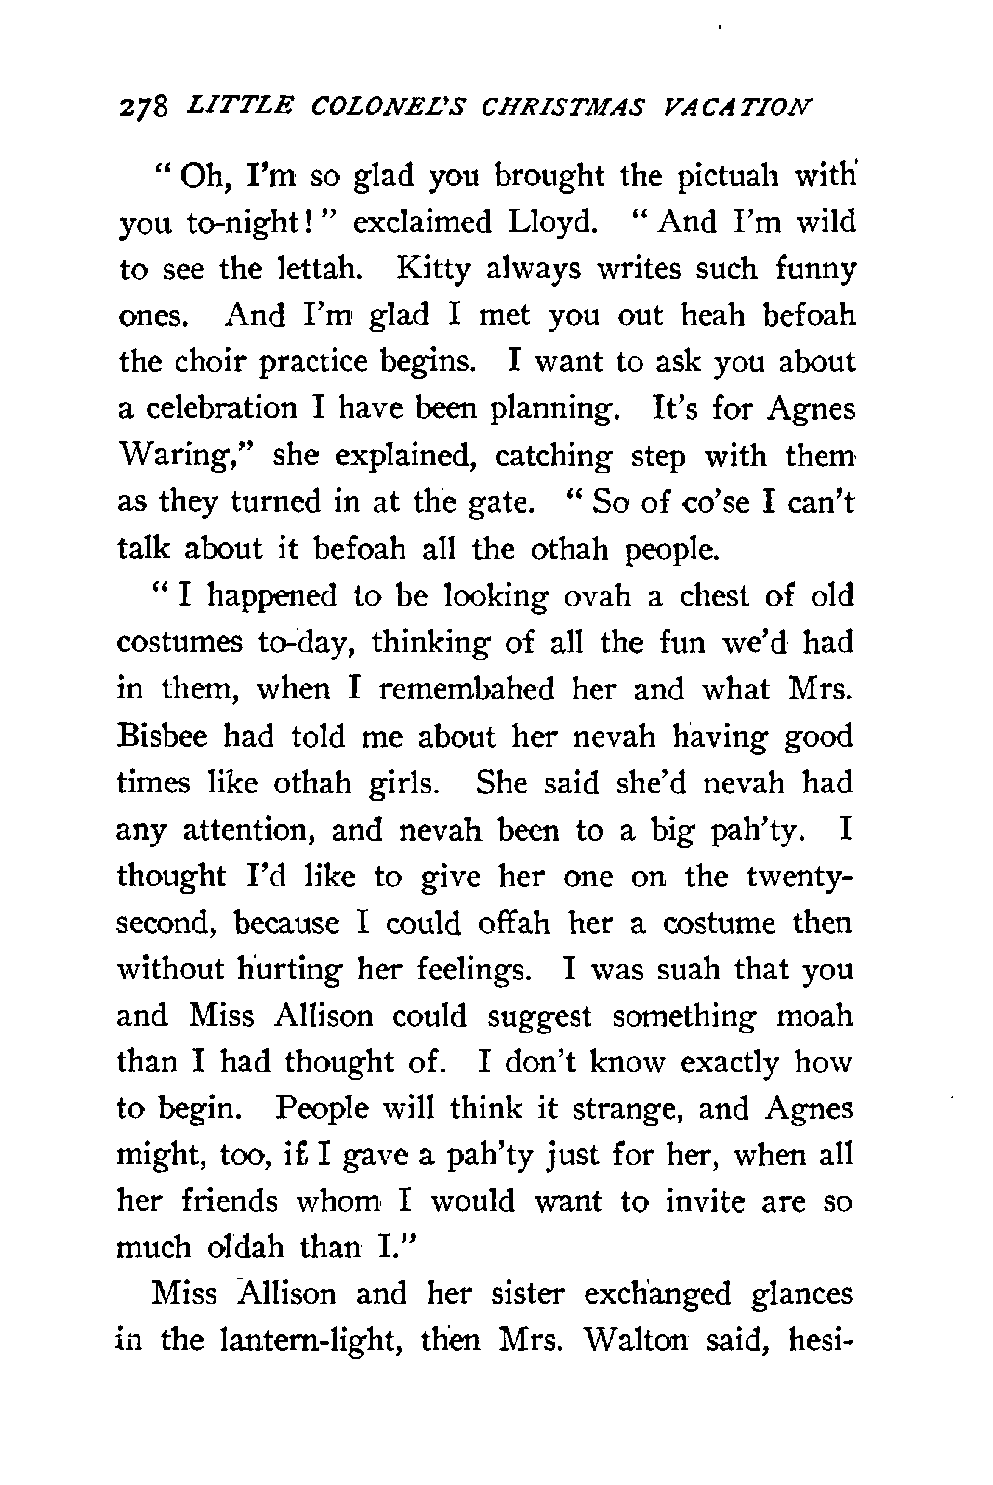 278 LITTLE COLONEL'S CHRISTMAS VACATION
" Oh, I'm so glad you brought the pictuah with
you to-night! " exclaimed Lloyd. " And I'm wild
to see the lettah. Kitty always writes such funny
ones. And I'm glad I met you out heah befoah
the choir practice begins. I want to ask you about
a celebration I have been planning. It's for Agnes
Waring," she explained, catching step with them
as they turned in at the gate. " So of co'se I can't
talk about it befoah all the othah people.
" I happened to be looking ovah a chest of old
costumes to-day, thinking of all the fun we'd had
in them, when I remembahed her and what Mrs.
Bisbee had told me about her nevah having good
times like othah girls. She said she'd nevah had
any attention, and nevah been to a big pah'ty. I
thought I'd like to give her one on the twenty-
second, because I could offah her a costume then
without hurting her feelings. I was suah that you
and Miss Allison could suggest something moah
than I had thought of. I don't know exactly how
to begin. People will think it strange, and Agnes
might, too, if I gave a pah'ty just for her, when all
her friends whom I would want to invite are so
much oldah than I."
Miss Allison and her sister exchanged glances
in the lantern-light, then Mrs. Walton said, hesi-